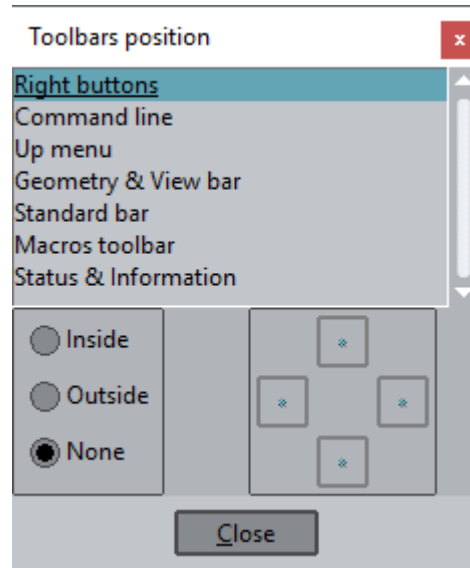 Toolbars position
x
Right buttons
Command line
Up menu
Geometry & View bar
Standard bar
Macros toolbar
Status & Information
Inside
Outside
None
Close